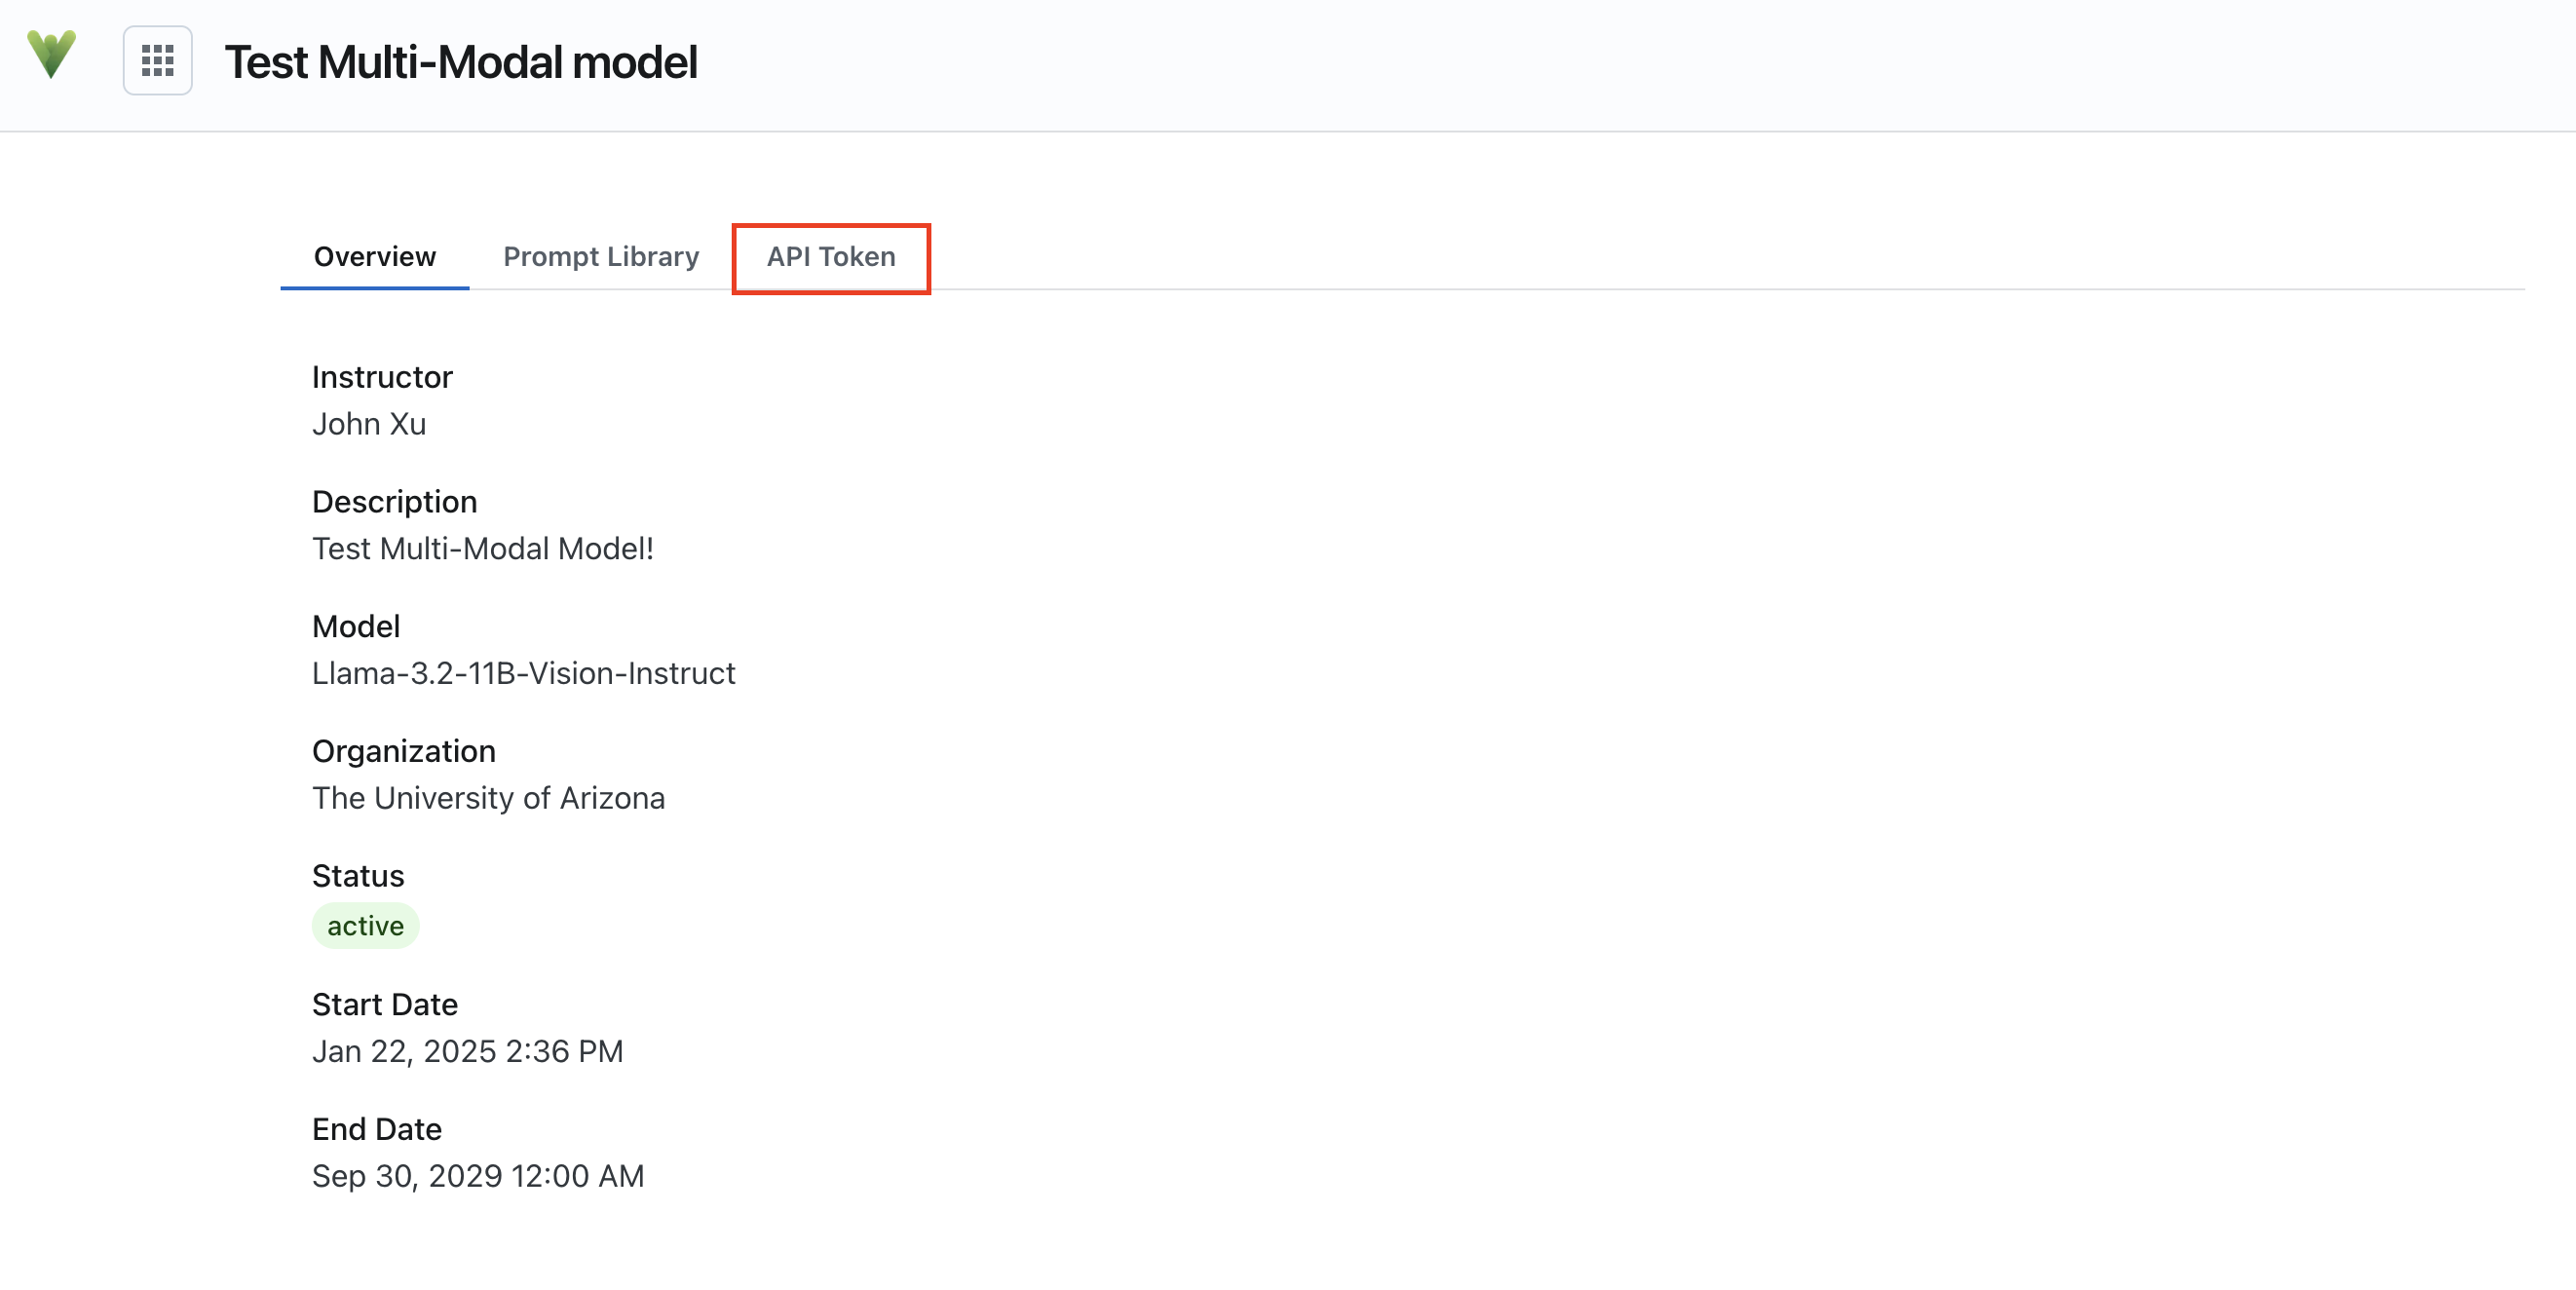 Test Multi-Modal model
Overview Prompt Library API Token
Instructor
John Xu
Description
Test Multi-Modal Model!
Model
Llama-3.2-11B-Vision-Instruct
Organization
The University of Arizona
Status
active
Start Date
Jan 22, 2025 2:36 PM
End Date
Sep 30, 2029 12:00 AM